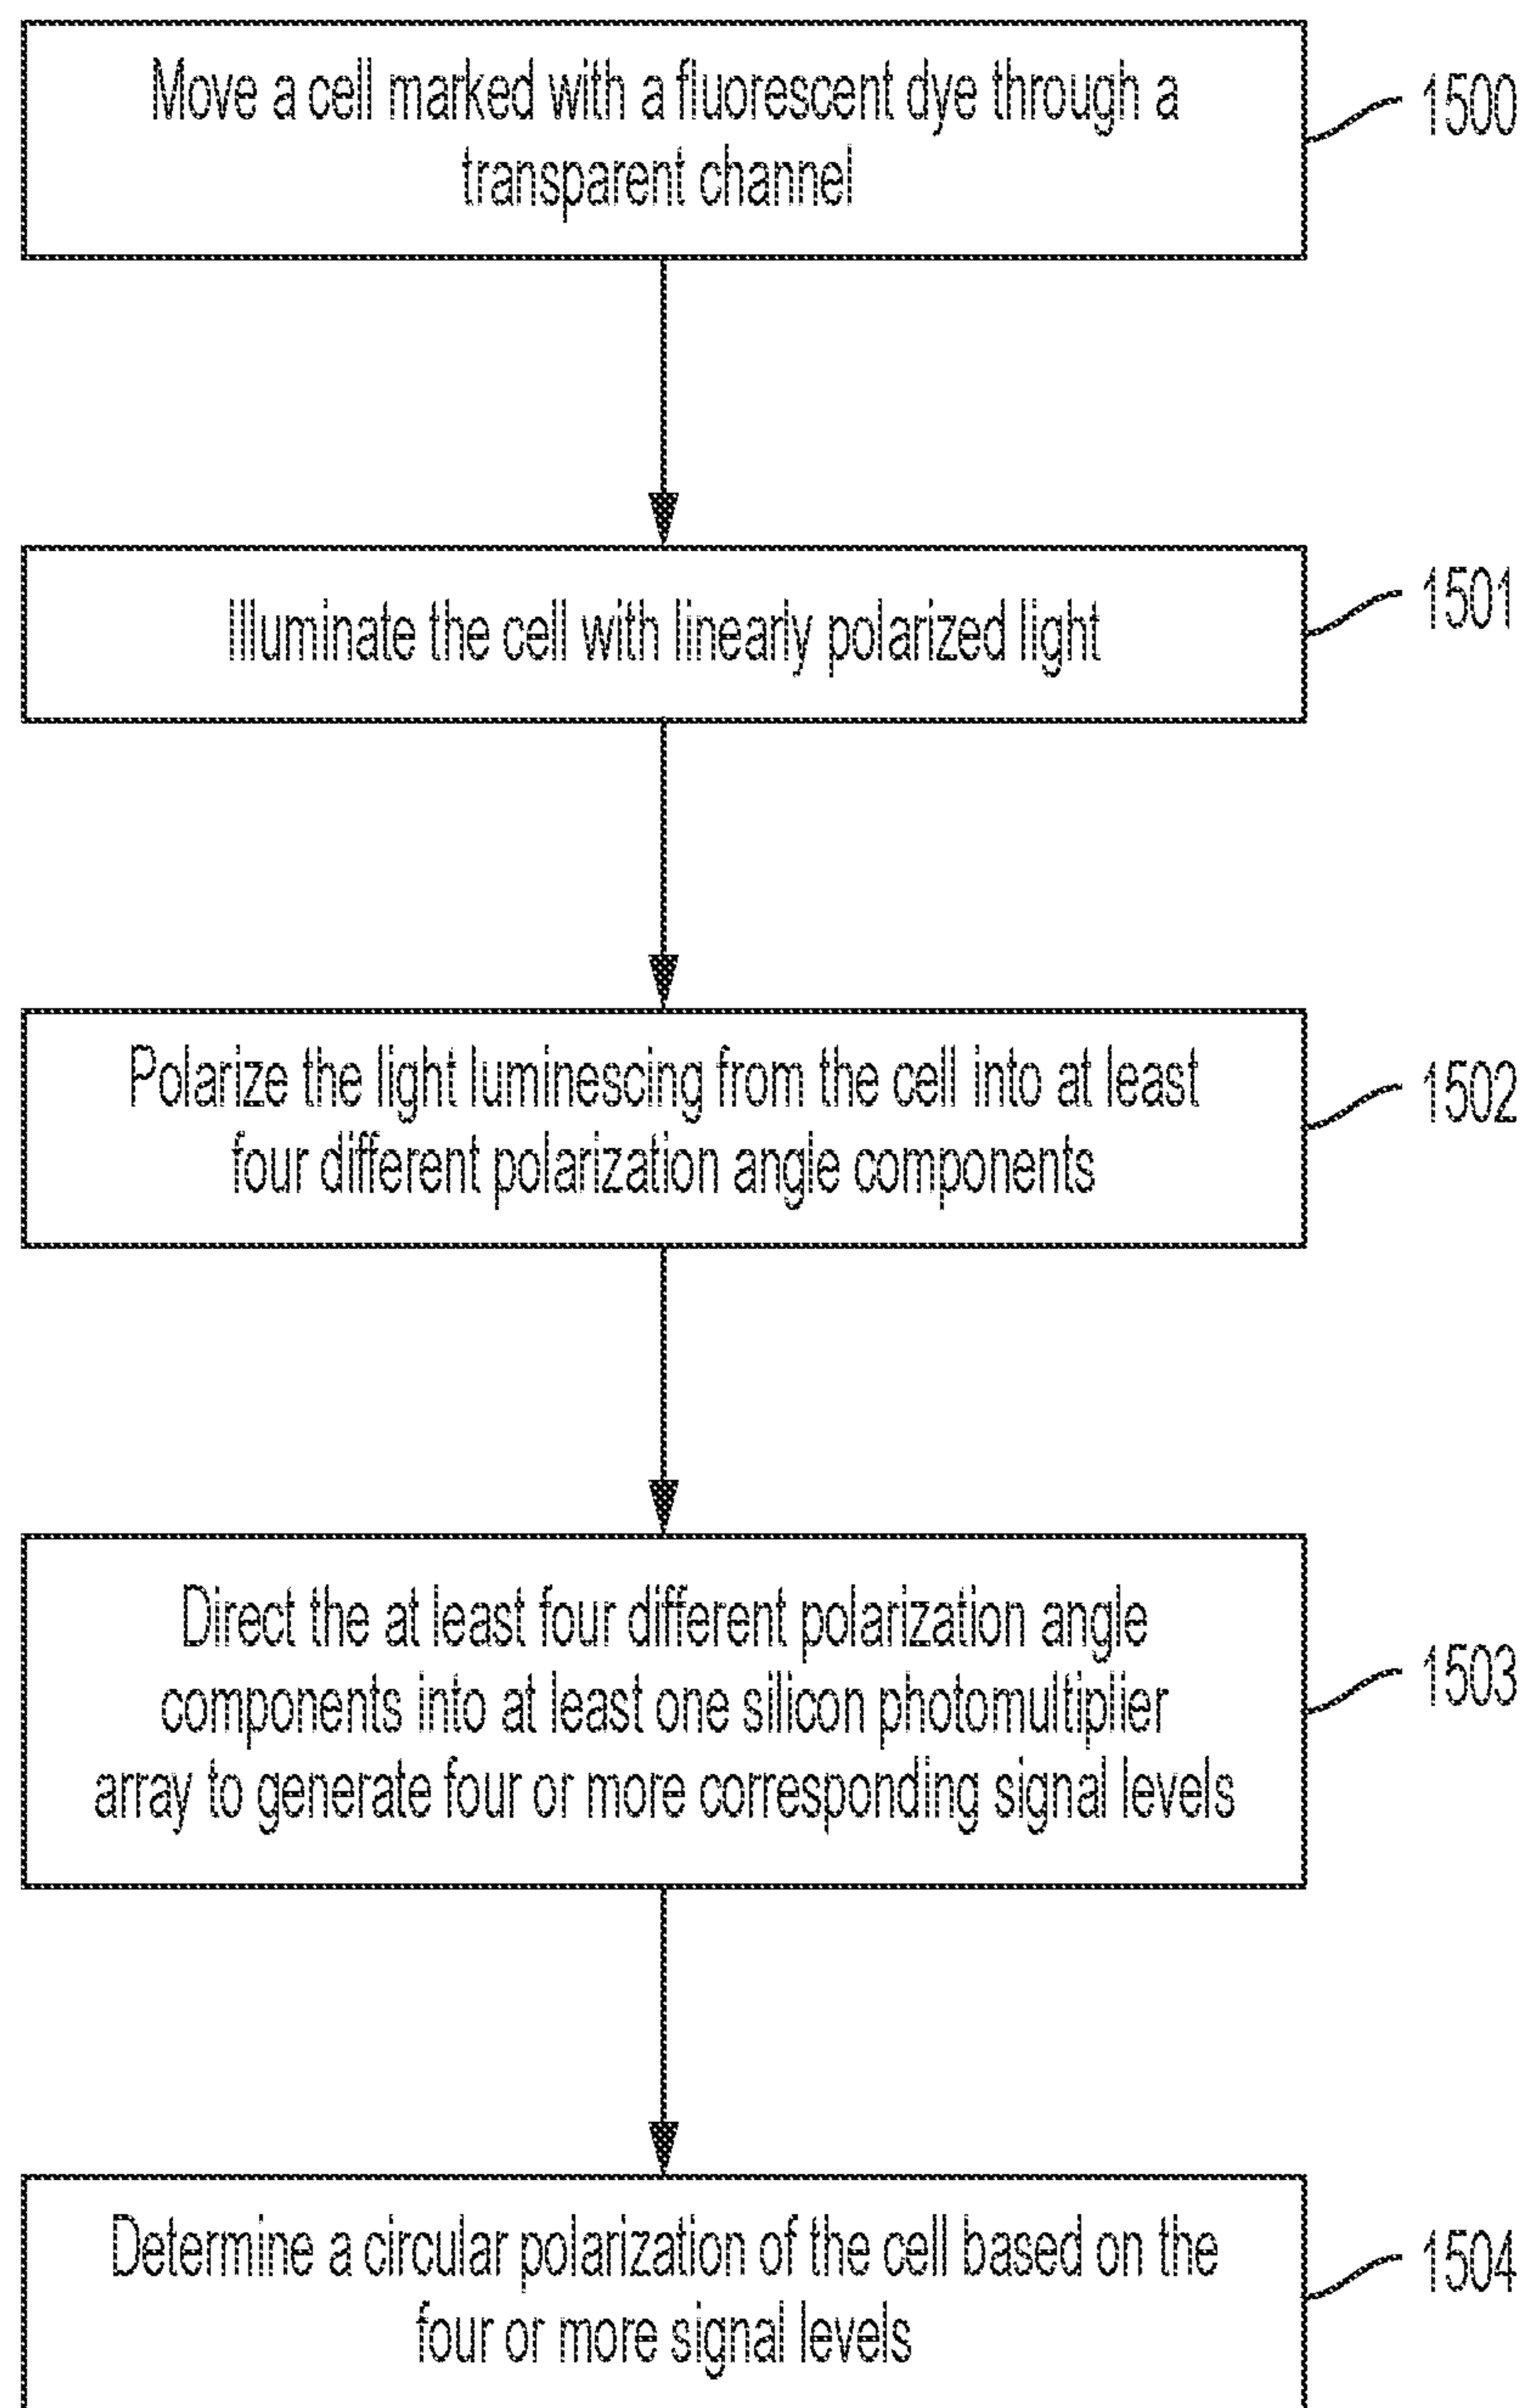 Move a cell marked with a fluorescent dye through a
transparent channel
1500
Illuminate the cell with linearly polarized light
1501
Polarize the light luminescing from the cell into at least
four different polarization angle components
1502
Direct the at least four different polarization angle
components into at least one silicon photomultiplier
array to generate four or more corresponding signal levels
1503
Determine a circular polarization of the cell based on the
four or more signal levels
1504